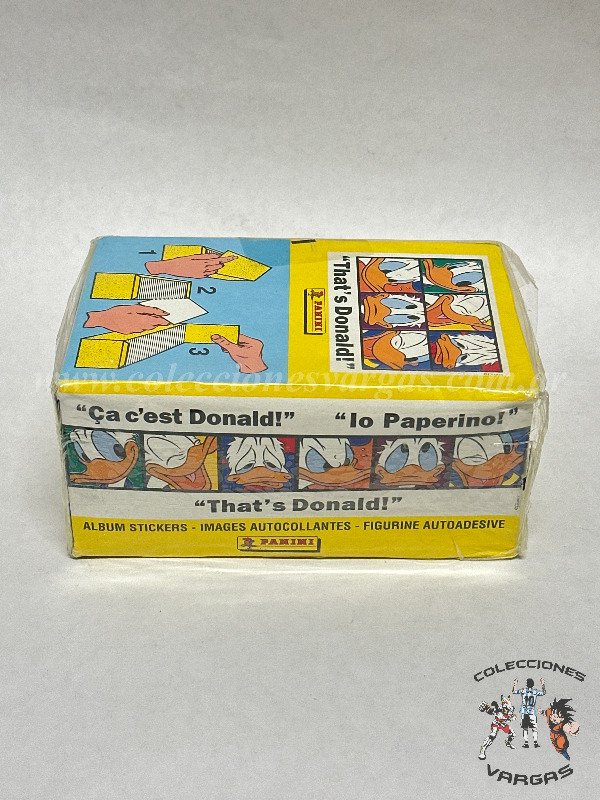 1
2
3
"That's Donald!"
PANINI
www.coleccionesvargas.com.ar
"Ça c'est Donald!" "Io Paperino!"
"That's Donald!"
ALBUM STICKERS - IMAGES AUTOCOLLANTES - FIGURINE AUTOADESIVE
PANINI
COLECCIONES
10
VARGAS